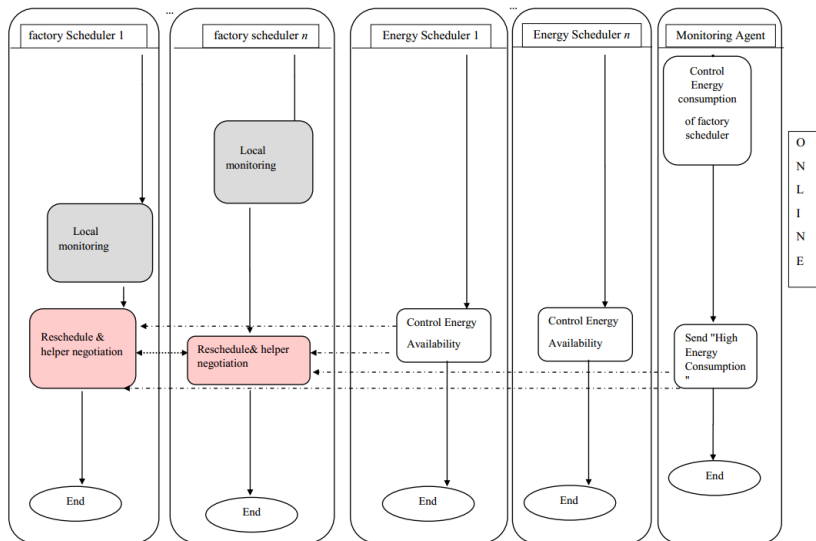 ...
...
factory Scheduler 1
factory scheduler n
Energy Scheduler 1
Energy Scheduler n
Monitoring Agent
Control
Energy
consumption
of factory
scheduler
O
N
L
I
N
E
Local
monitoring
Local
monitoring
Reschedule &
helper negotiation
Reschedule& helper
negotiation
Control Energy
Availability
Control Energy
Availability
Send "High
Energy
Consumption
"
End
End
End
End
End